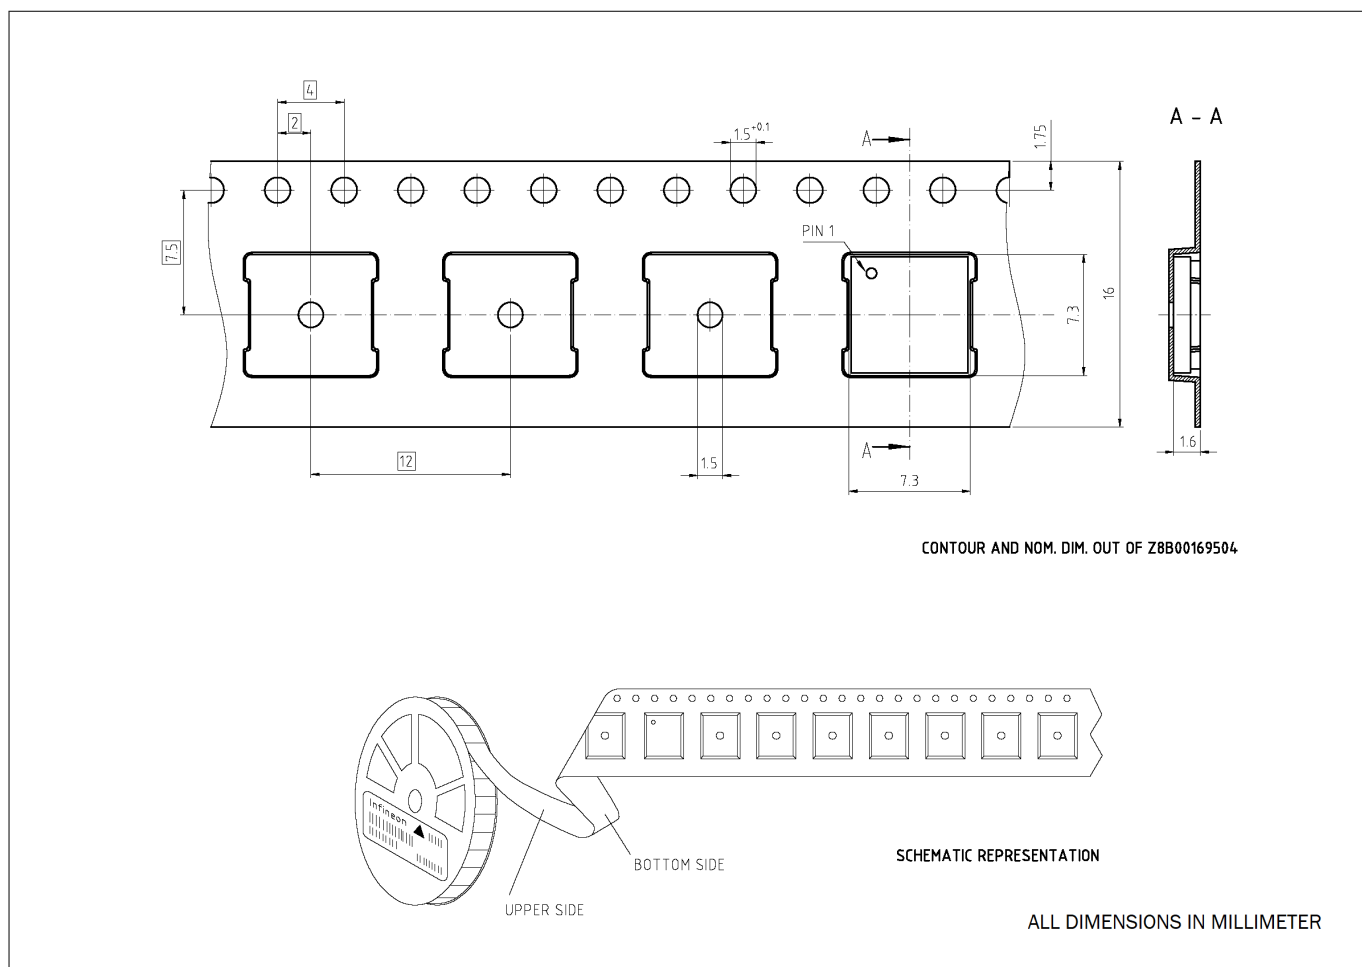 4
2
1.5+0.1
A
A - A
1.75
7.5
PIN 1
7.3
16
12
1.5
A
7.3
1.6
CONTOUR AND NOM. DIM. OUT OF Z8B00169504
Infineon
BOTTOM SIDE
SCHEMATIC REPRESENTATION
UPPER SIDE
ALL DIMENSIONS IN MILLIMETER